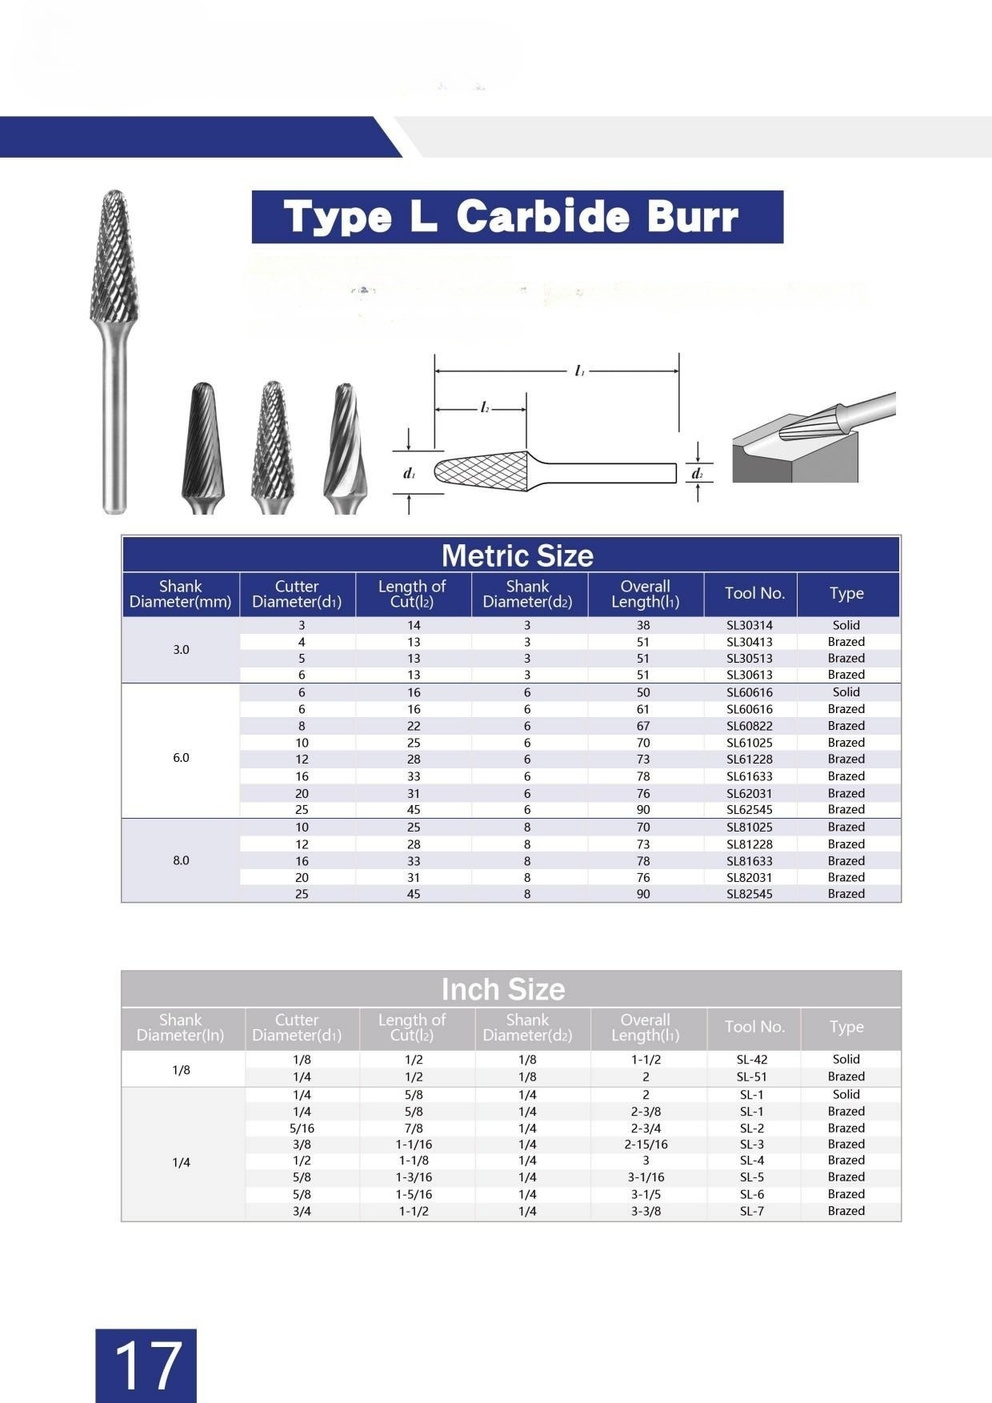 Type L Carbide Burr
l1
l2
d1
d2
Metric Size
Shank Diameter(mm) Cutter Diameter(d1) Length of Cut(l2) Shank Diameter(d2) Overall Length(l1) Tool No. Type
3.0
3 14 3 38 SL30314 Solid
4 13 3 51 SL30413 Brazed
5 13 3 51 SL30513 Brazed
6 13 3 51 SL30613 Brazed
6.0
6 16 6 50 SL60616 Solid
6 16 6 61 SL60616 Brazed
8 22 6 67 SL60822 Brazed
10 25 6 70 SL61025 Brazed
12 28 6 73 SL61228 Brazed
16 33 6 78 SL61633 Brazed
20 31 6 76 SL62031 Brazed
25 45 6 90 SL62545 Brazed
8.0
10 25 8 70 SL81025 Brazed
12 28 8 73 SL81228 Brazed
16 33 8 78 SL81633 Brazed
20 31 8 76 SL82031 Brazed
25 45 8 90 SL82545 Brazed
Inch Size
Shank Diameter(In) Cutter Diameter(d1) Length of Cut(l2) Shank Diameter(d2) Overall Length(l1) Tool No. Type
1/8
1/8 1/2 1/8 1-1/2 SL-42 Solid
1/4 1/2 1/8 2 SL-51 Brazed
1/4
1/4 5/8 1/4 2 SL-1 Solid
1/4 5/8 1/4 2-3/8 SL-1 Brazed
5/16 7/8 1/4 2-3/4 SL-2 Brazed
3/8 1-1/16 1/4 2-15/16 SL-3 Brazed
1/2 1-1/8 1/4 3 SL-4 Brazed
5/8 1-3/16 1/4 3-1/16 SL-5 Brazed
5/8 1-5/16 1/4 3-1/5 SL-6 Brazed
3/4 1-1/2 1/4 3-3/8 SL-7 Brazed
17